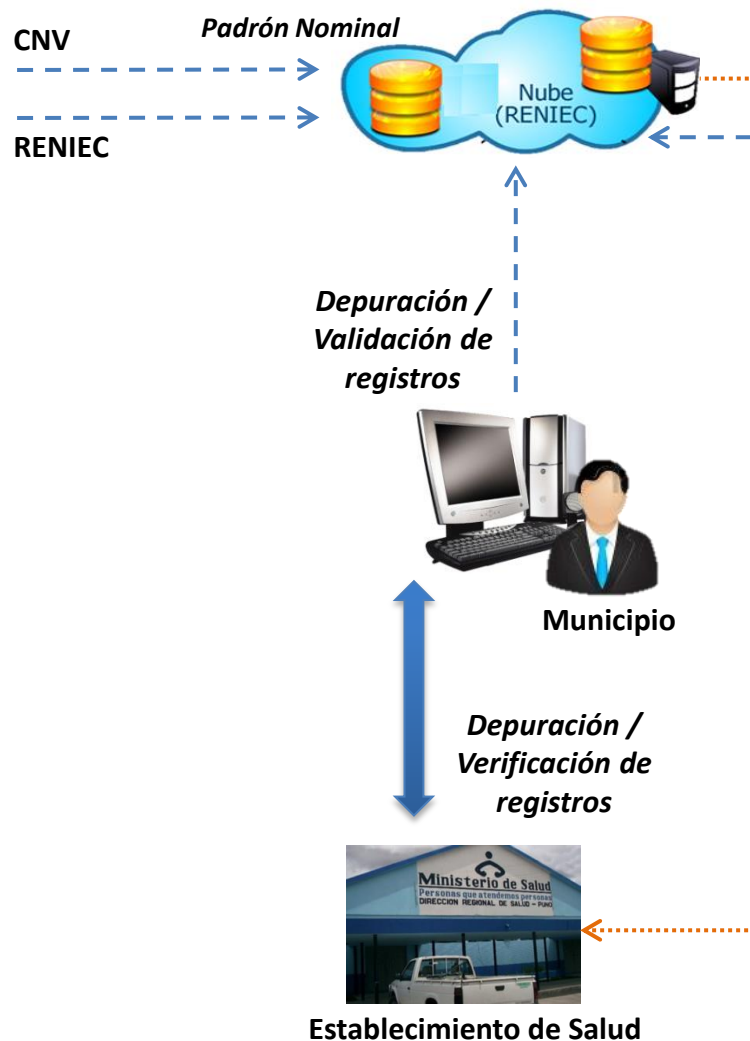 CNV
Padrón Nominal
Nube
(RENIEC)
RENIEC
Depuración /
Validación de
registros
Municipio
Depuración /
Verificación de
registros
Ministerio de Salud
Personas que atendemos personas
DIRECCION REGIONAL DE SALUD - PUNO
Establecimiento de Salud